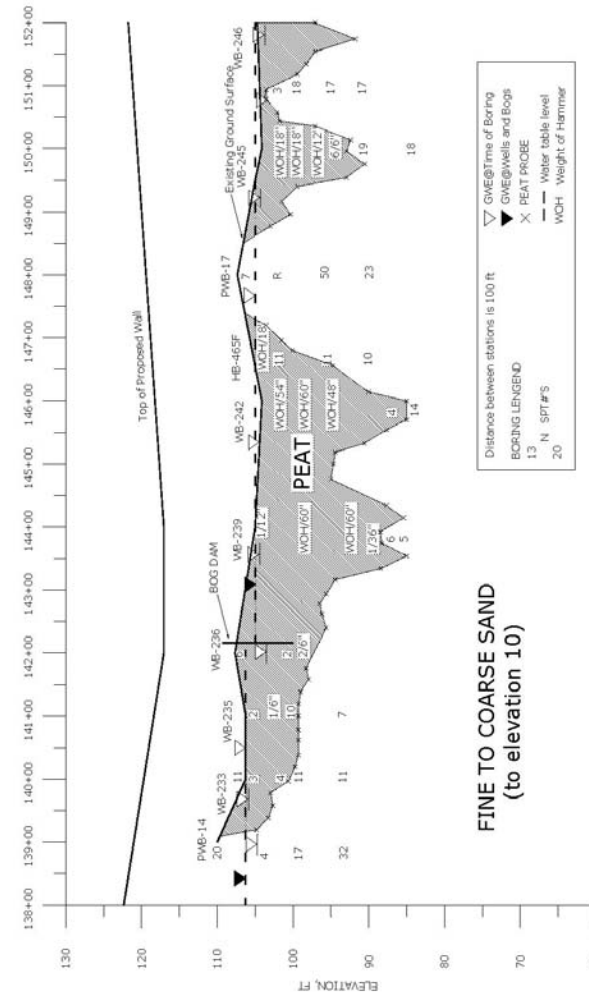 138+00
139+00
140+00
141+00
142+00
143+00
144+00
145+00
146+00
147+00
148+00
149+00
150+00
151+00
152+00
130
120
110
100
90
80
70
ELEVATION, FT
Top of Proposed Wall
Existing Ground Surface
PWB-14
20
4
17
32
WB-233
11
3
4
11
11
WB-235
2
1/6"
10
7
WB-236
6
2
2/6"
BOG DAM
WB-239
1/12"
WOH/60"
WOH/60"
1/36"
6
5
WB-242
WOH/54"
WOH/60"
WOH/48"
4
14
HB-465F
WOH/18
11
11
10
PWB-17
7
R
50
23
WB-245
WOH/18"
WOH/18"
WOH/12"
6/6"
19
18
WB-246
3
18
17
17
PEAT
FINE TO COARSE SAND
(to elevation 10)
Distance between stations is 100 ft
BORING LENGEND
13
N SPT#'S
20
GWE@Time of Boring
GWE@Wells and Bogs
PEAT PROBE
Water table level
WOH Weight of Hammer